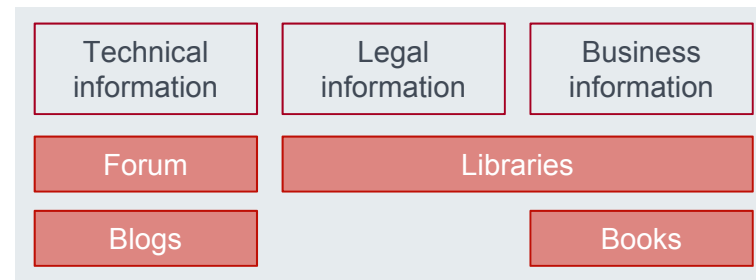 Technical
information
Legal
information
Business
information
Forum
Libraries
Blogs
Books